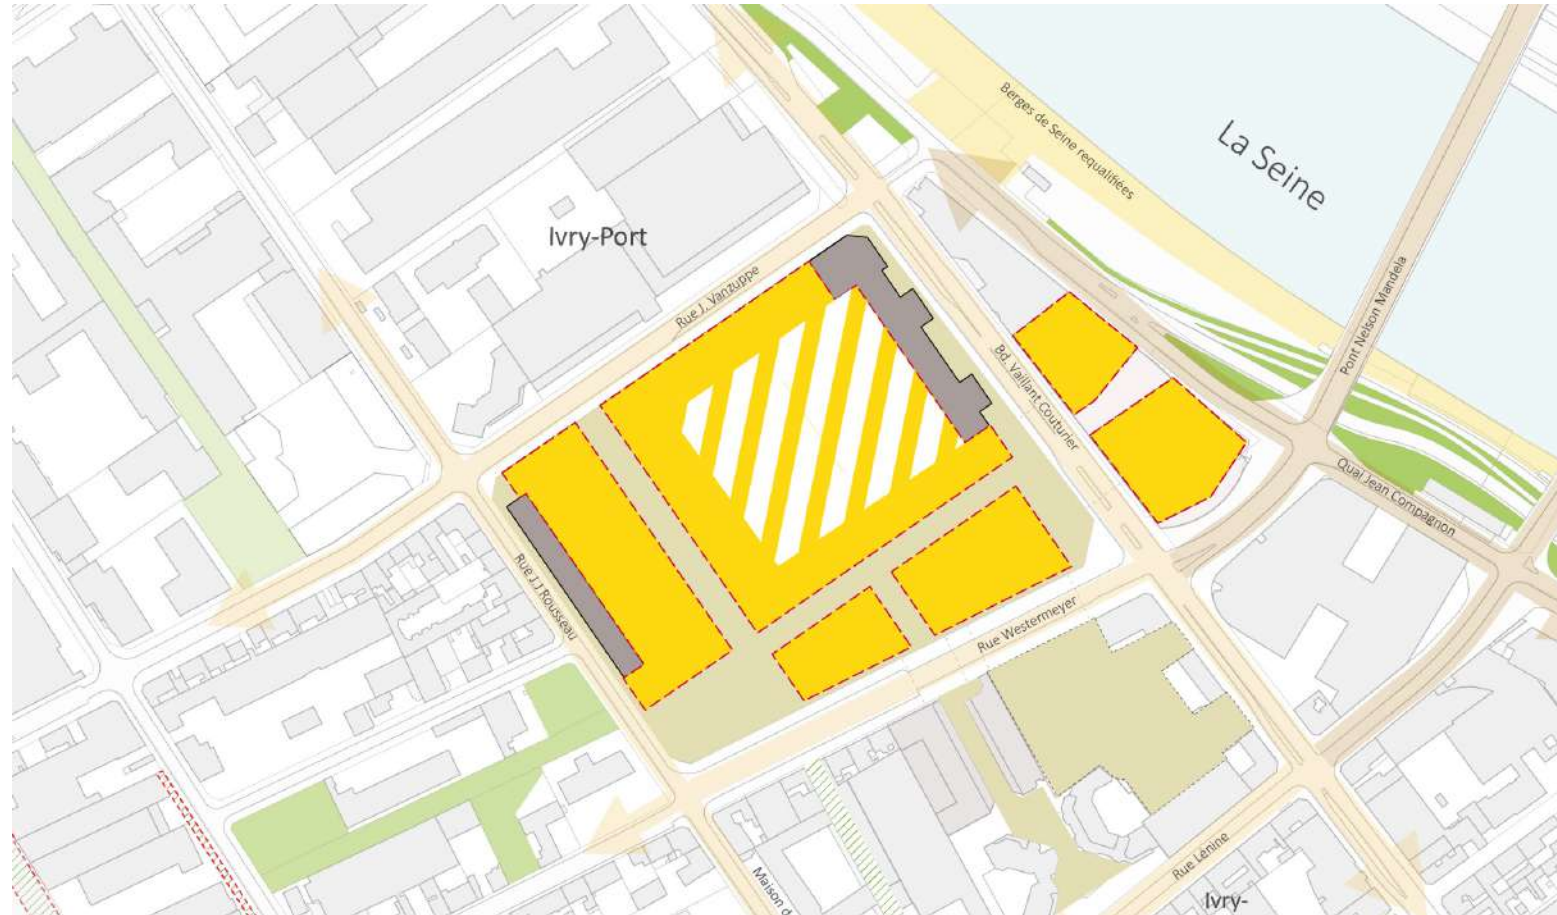 La Seine
Berges de Seine requalifiées
Ivry-Port
Rue J. Vanzuppe
Pont Nelson Mandela
Bd. Vaillant Couturier
Quai Jean Compagnon
Rue J.J Rousseau
Rue Westermeyer
Rue Lénine
Maison d
Ivry-